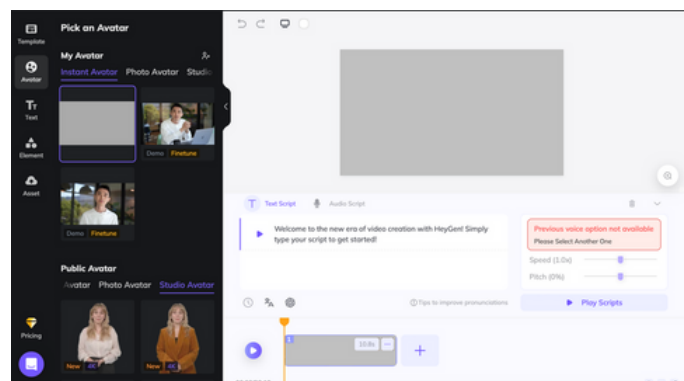 Template
Avatar
Text
Element
Asset
Pricing
Pick an Avatar
My Avatar
Instant Avatar Photo Avatar Studio
Demo Finetune
Demo Finetune
Public Avatar
Avatar Photo Avatar Studio Avatar
New 4K
New 4K
Text Script Audio Script
Welcome to the new era of video creation with HeyGen! Simply
type your script to get started!
Previous voice option not available
Please Select Another One
Speed (1.0x)
Pitch (0%)
Tips to improve pronunciations
Play Scripts
1
10.8s